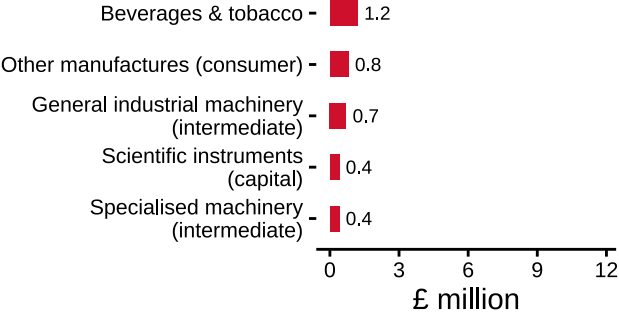 Beverages & tobacco 1.2
Other manufactures (consumer) 0.8
General industrial machinery
(intermediate) 0.7
Scientific instruments
(capital) 0.4
Specialised machinery
(intermediate) 0.4
0 3 6 9 12
£ million